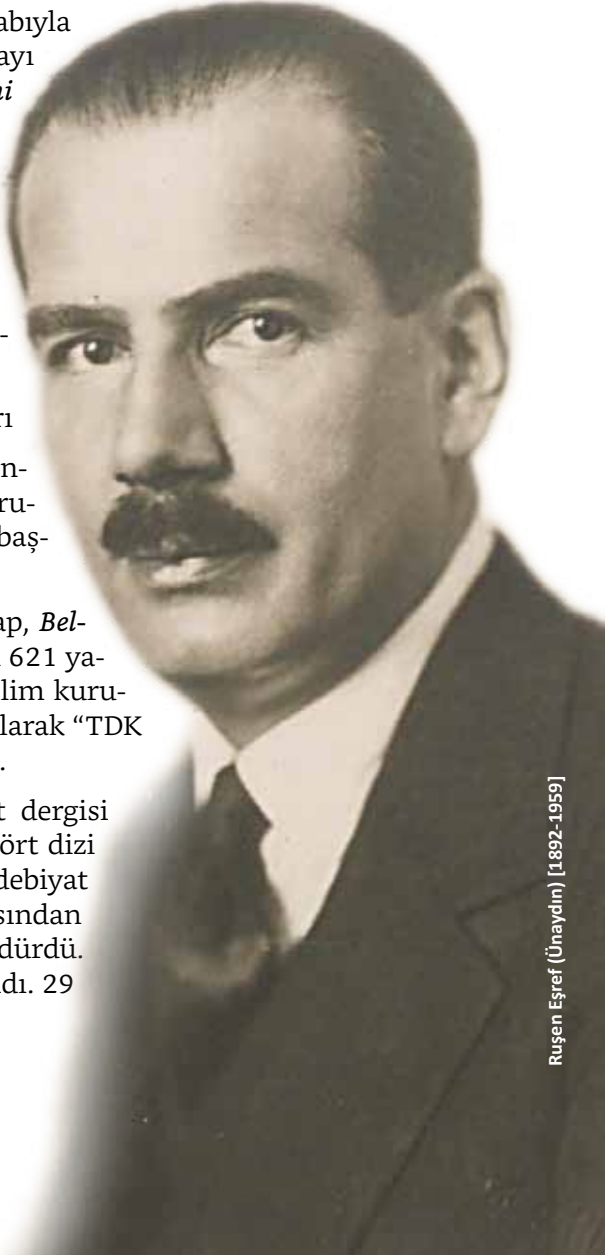 abıyla
ayı
ni
-
rı
n-
ru-
baş-
ap, Bel-
621 ya-
lim kuru-
larak “TDK
.
t dergisi
ört dizi
debiyat
sından
dürdü.
dı. 29
Ruşen Eşref (Ünaydın) [1892-1959]